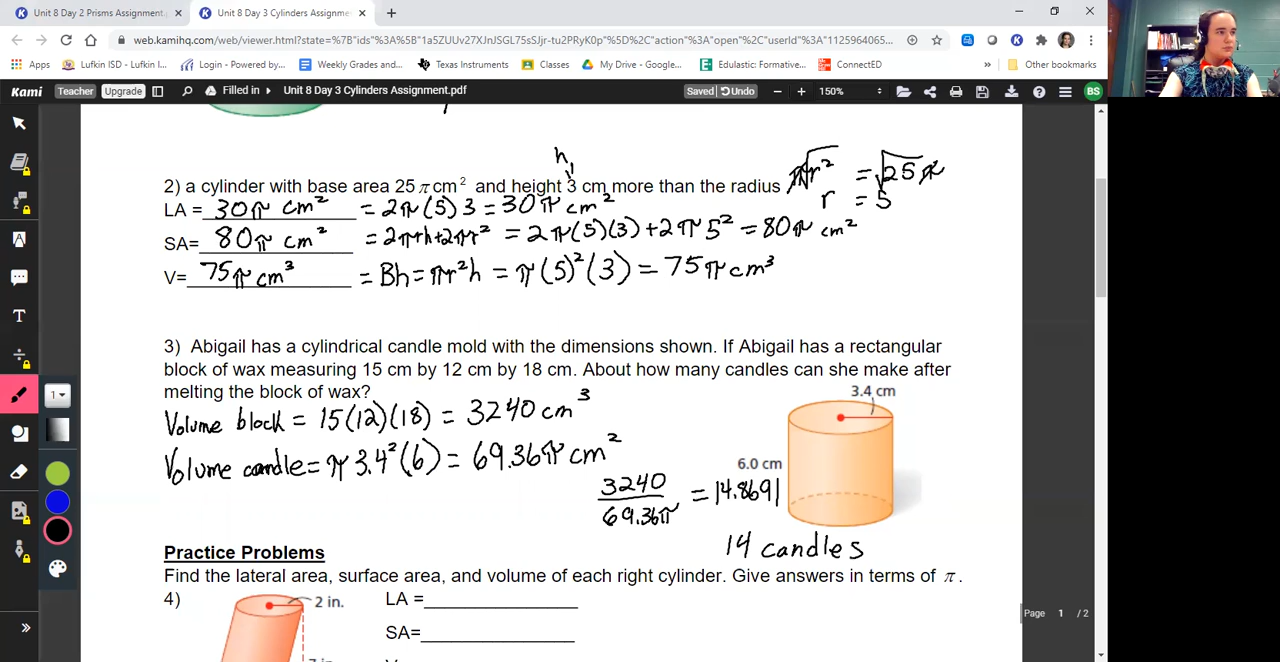 Unit 8 Day 2 Prisms Assignment.
Unit 8 Day 3 Cylinders Assignme
web.kamihq.com/web/viewer.html?state=%7B"ids"%3A%5B"1a5ZUUv27XJnStNaxsSJjr-tu2PRyK0p"%5D%2C"action"%3A"open"%2C"userId"%3A"1125964065...
Apps
Lufkin ISD - Lufkin I...
Login - Powered by...
Weekly Grades and...
Texas Instruments
Classes
My Drive - Google...
Edulastic: Formative...
ConnectED
»
Other bookmarks
Kami Teacher Upgrade Filled in Unit 8 Day 3 Cylinders Assignment.pdf Saved Undo 150% BS
h
πr² = 25π
2) a cylinder with base area 25π cm² and height 3 cm more than the radius
r = 5
LA = 30π cm² = 2π(5)3 = 30π cm²
SA= 80π cm² = 2πrh+2πr² = 2π(5)(3)+2π5² = 80π cm²
V= 75π cm³ = Bh = πr²h = π(5)²(3) = 75π cm³
3) Abigail has a cylindrical candle mold with the dimensions shown. If Abigail has a rectangular
block of wax measuring 15 cm by 12 cm by 18 cm. About how many candles can she make after
melting the block of wax?
3.4 cm
Volume block = 15(12)(18) = 3240 cm³
Volume candle = π3.4²(6) = 69.36π cm²
6.0 cm
3240
69.36π
= 14.8691
14 candles
Practice Problems
Find the lateral area, surface area, and volume of each right cylinder. Give answers in terms of π.
4)
2 in.
LA =
SA=
Page 1 / 2